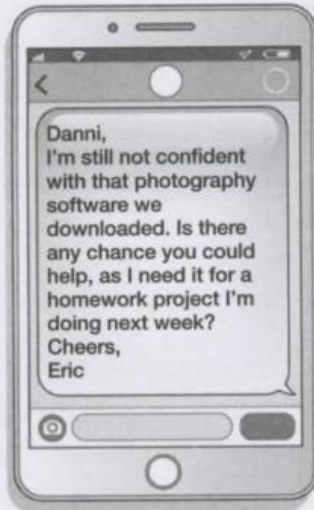 Danni,
I'm still not confident
with that photography
software we
downloaded. Is there
any chance you could
help, as I need it for a
homework project I'm
doing next week?
Cheers,
Eric